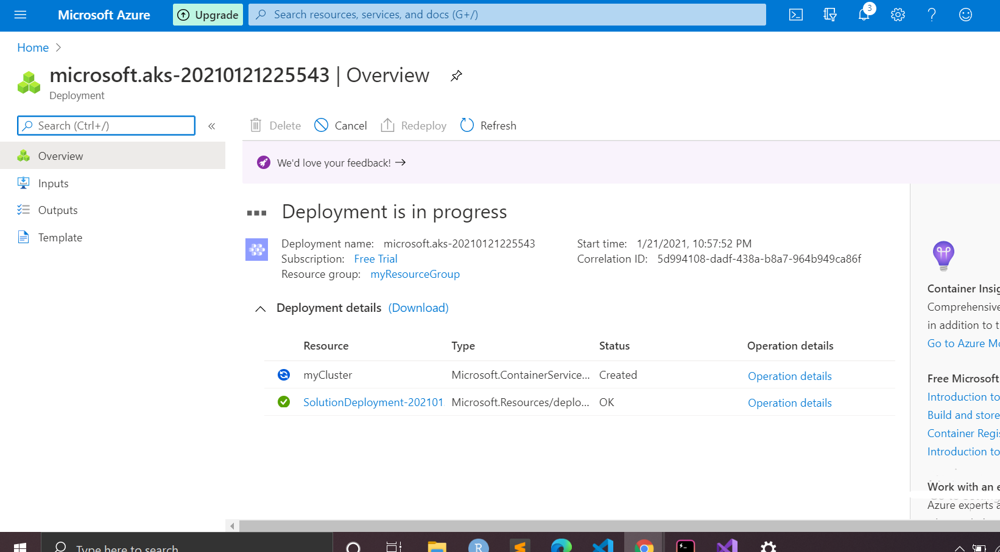 Microsoft Azure
Upgrade
Search resources, services, and docs (G+/)
3
Home
microsoft.aks-20210121225543 | Overview
Deployment
Search (Ctrl+/)
«
Delete
Cancel
Redeploy
Refresh
Overview
Inputs
Outputs
Template
We'd love your feedback! →
Deployment is in progress
Deployment name: microsoft.aks-20210121225543
Subscription: Free Trial
Resource group: myResourceGroup
Start time: 1/21/2021, 10:57:52 PM
Correlation ID: 5d994108-dadf-438a-b8a7-964b949ca86f
Deployment details (Download)
Resource Type Status Operation details
myCluster Microsoft.ContainerService... Created Operation details
SolutionDeployment-202101 Microsoft.Resources/deplo... OK Operation details
Container Insig
Comprehensive
in addition to t
Go to Azure Mo
Free Microsoft
Introduction to
Build and store
Container Regis
Introduction to
Work with an e
Azure experts a
Type here to search